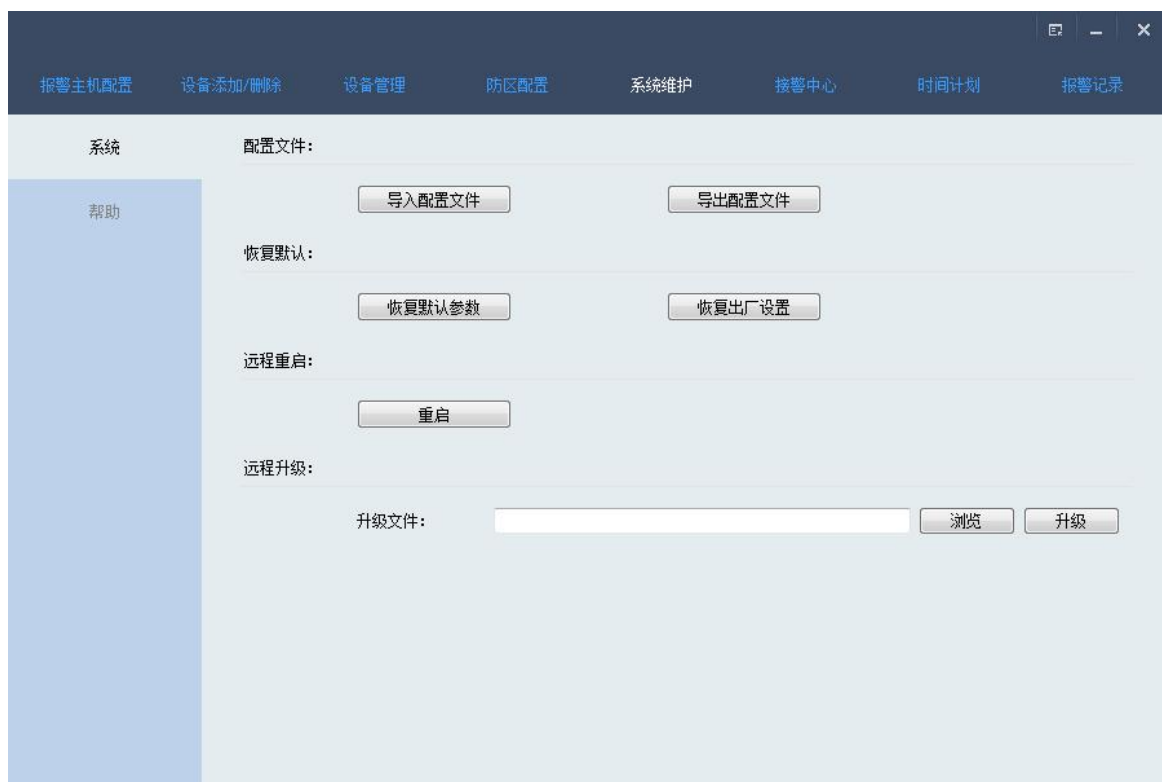 报警主机配置 设备添加/删除 设备管理 防区配置 系统维护 接警中心 时间计划 报警记录
系统
配置文件:
导入配置文件 导出配置文件
帮助
恢复默认:
恢复默认参数 恢复出厂设置
远程重启:
重启
远程升级:
升级文件: 浏览 升级